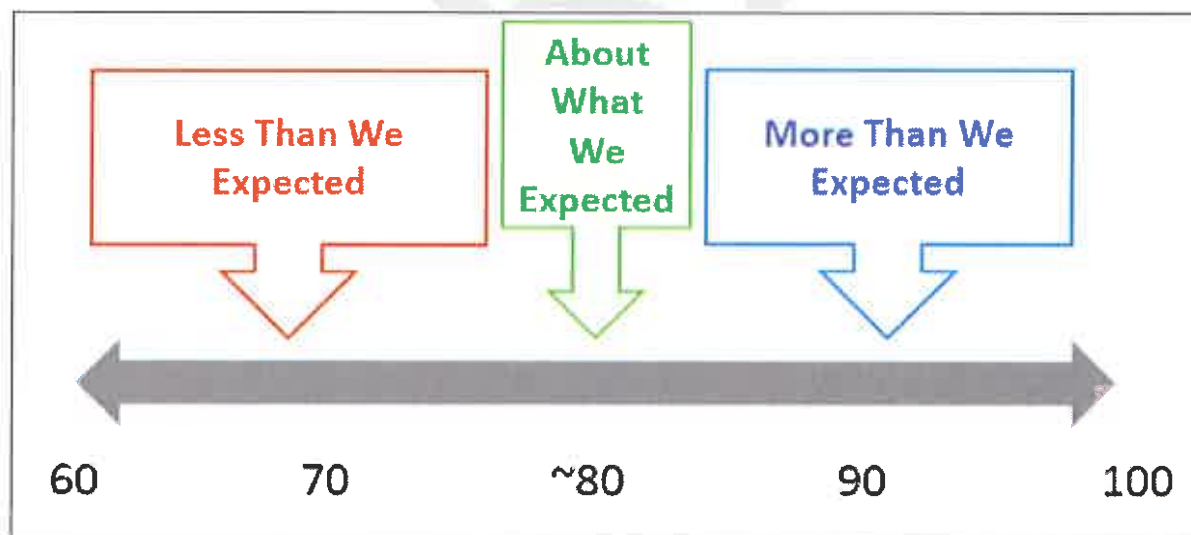 Less Than We
Expected
About
What
We
Expected
More Than We
Expected
60 70 ~80 90 100